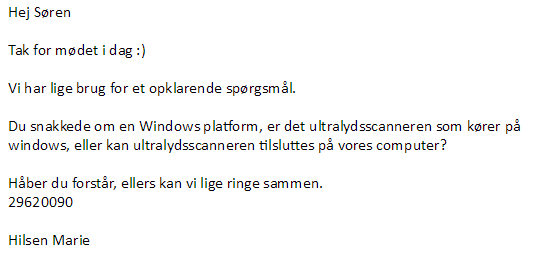 Hej Søren
Tak for mødet i dag :)
Vi har lige brug for et opklarende spørgsmål.
Du snakkede om en Windows platform, er det ultralydsscanneren som kører på
windows, eller kan ultralydsscanneren tilsluttes på vores computer?
Håber du forstår, ellers kan vi lige ringe sammen.
29620090
Hilsen Marie